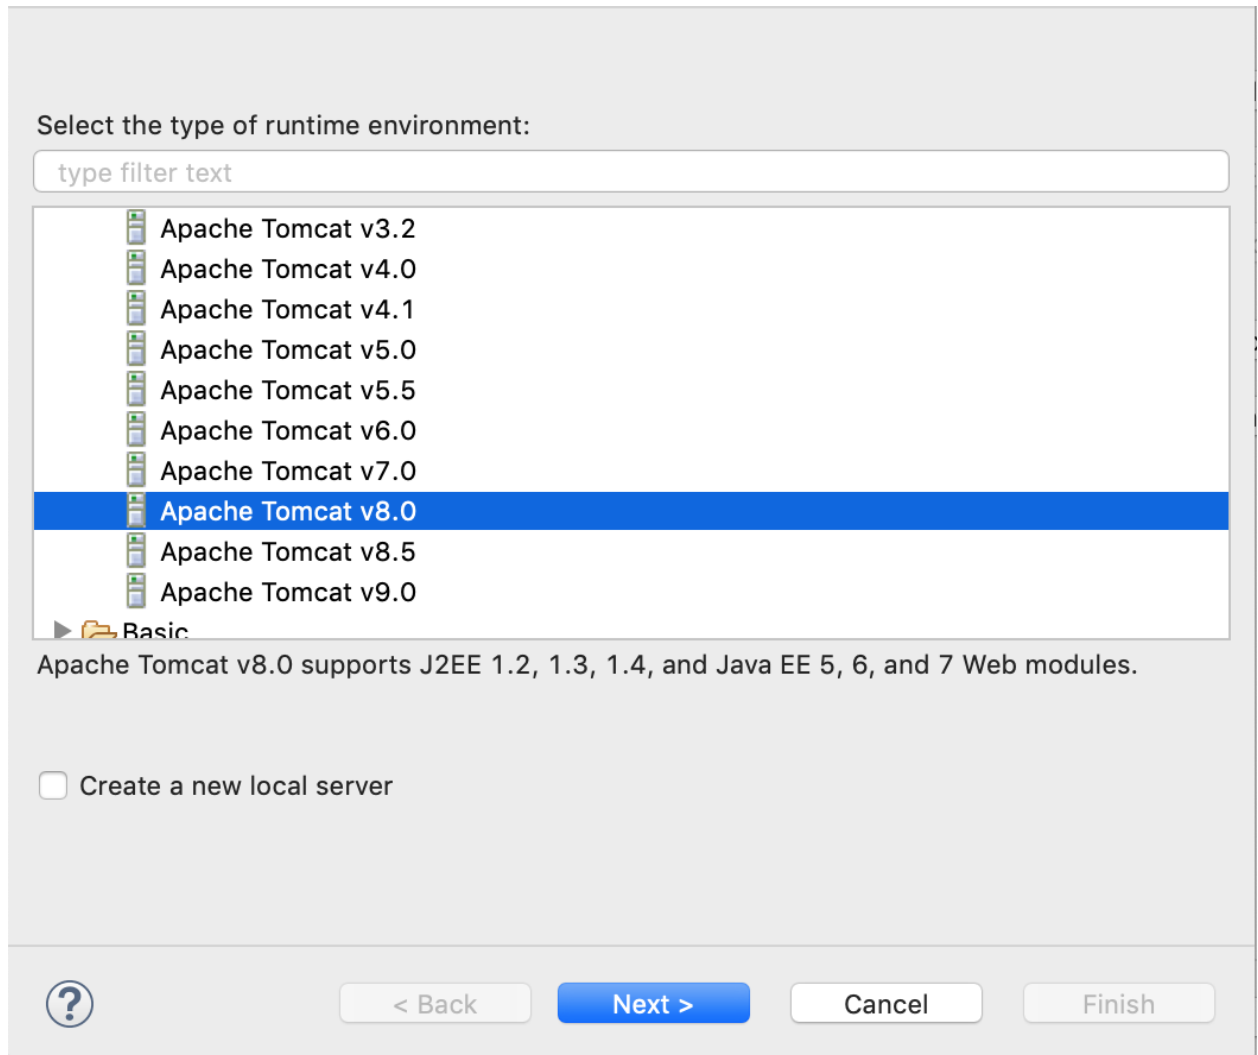 Select the type of runtime environment:
type filter text
Apache Tomcat v3.2
Apache Tomcat v4.0
Apache Tomcat v4.1
Apache Tomcat v5.0
Apache Tomcat v5.5
Apache Tomcat v6.0
Apache Tomcat v7.0
Apache Tomcat v8.0
Apache Tomcat v8.5
Apache Tomcat v9.0
Basic
Apache Tomcat v8.0 supports J2EE 1.2, 1.3, 1.4, and Java EE 5, 6, and 7 Web modules.
Create a new local server
? < Back Next > Cancel Finish